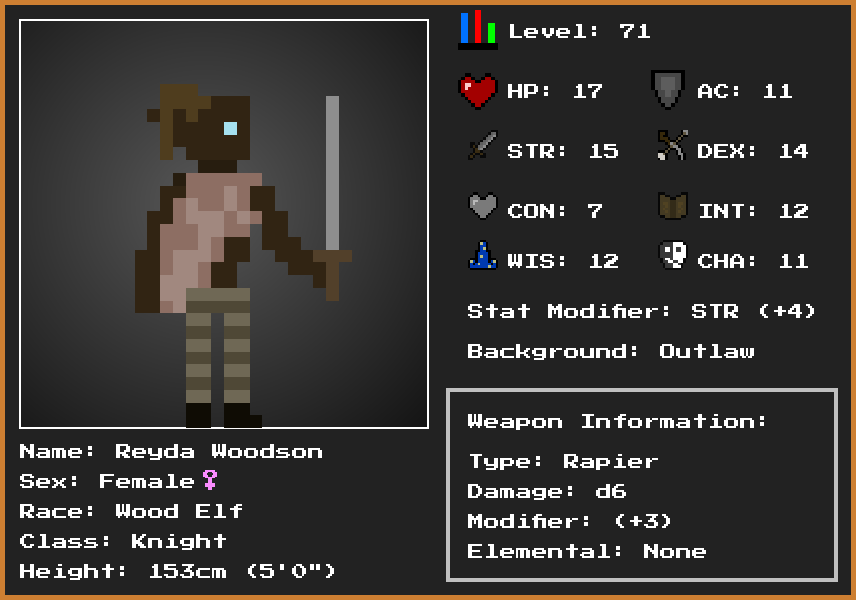 Level: 71
HP: 17
AC: 11
STR: 15
DEX: 14
CON: 7
INT: 12
WIS: 12
CHA: 11
Stat Modifier: STR (+4)
Background: Outlaw
Weapon Information:
Type: Rapier
Damage: d6
Modifier: (+3)
Elemental: None
Name: Reyda Woodson
Sex: Female♀
Race: Wood Elf
Class: Knight
Height: 153cm (5'0")